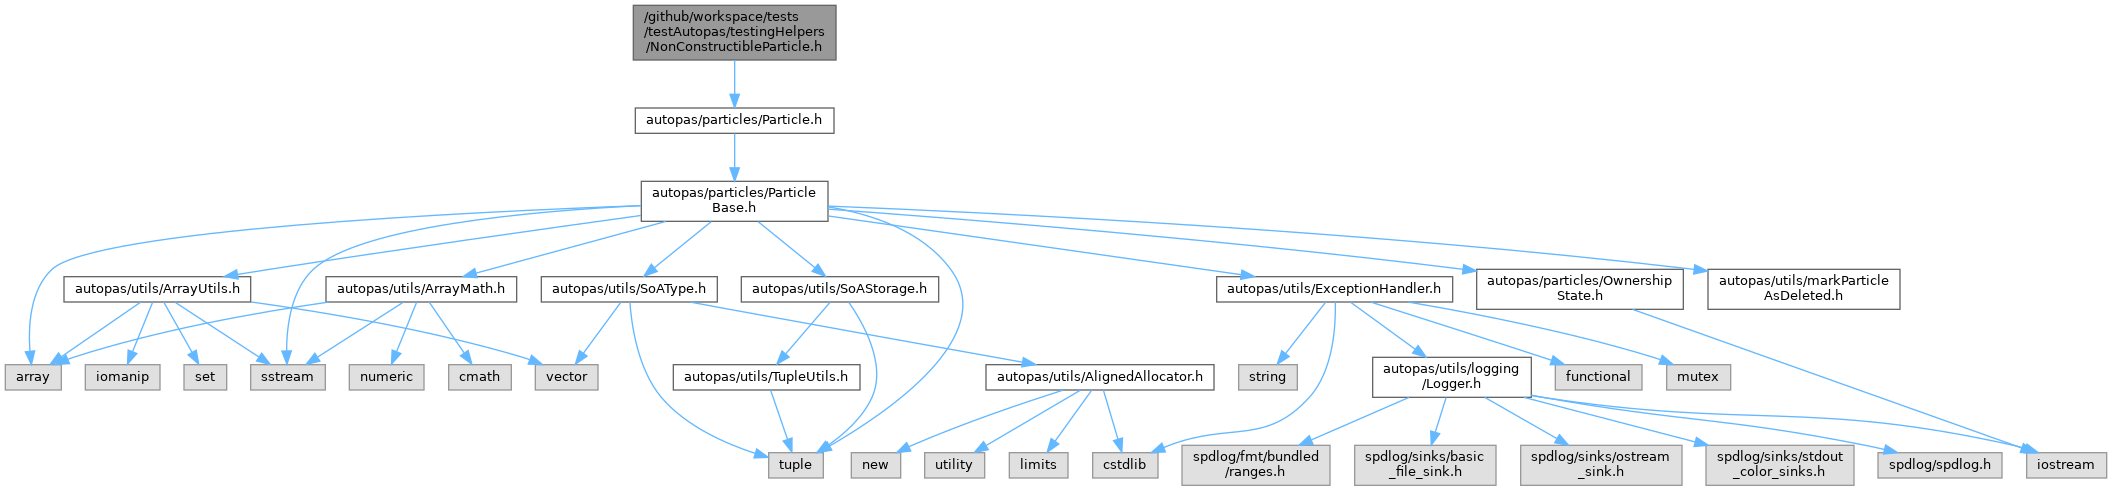 /github/workspace/tests
/testAutopas/testingHelpers
/NonConstructibleParticle.h
autopas/particles/Particle.h
autopas/particles/Particle
Base.h
autopas/utils/ArrayUtils.h
autopas/utils/ArrayMath.h
autopas/utils/SoAType.h
autopas/utils/SoAStorage.h
autopas/utils/ExceptionHandler.h
autopas/particles/Ownership
State.h
autopas/utils/markParticle
AsDeleted.h
array
iomanip
set
sstream
numeric
cmath
vector
autopas/utils/TupleUtils.h
autopas/utils/AlignedAllocator.h
string
autopas/utils/logging
/Logger.h
functional
mutex
tuple
new
utility
limits
cstdlib
spdlog/fmt/bundled
/ranges.h
spdlog/sinks/basic
_file_sink.h
spdlog/sinks/ostream
_sink.h
spdlog/sinks/stdout
_color_sinks.h
spdlog/spdlog.h
iostream